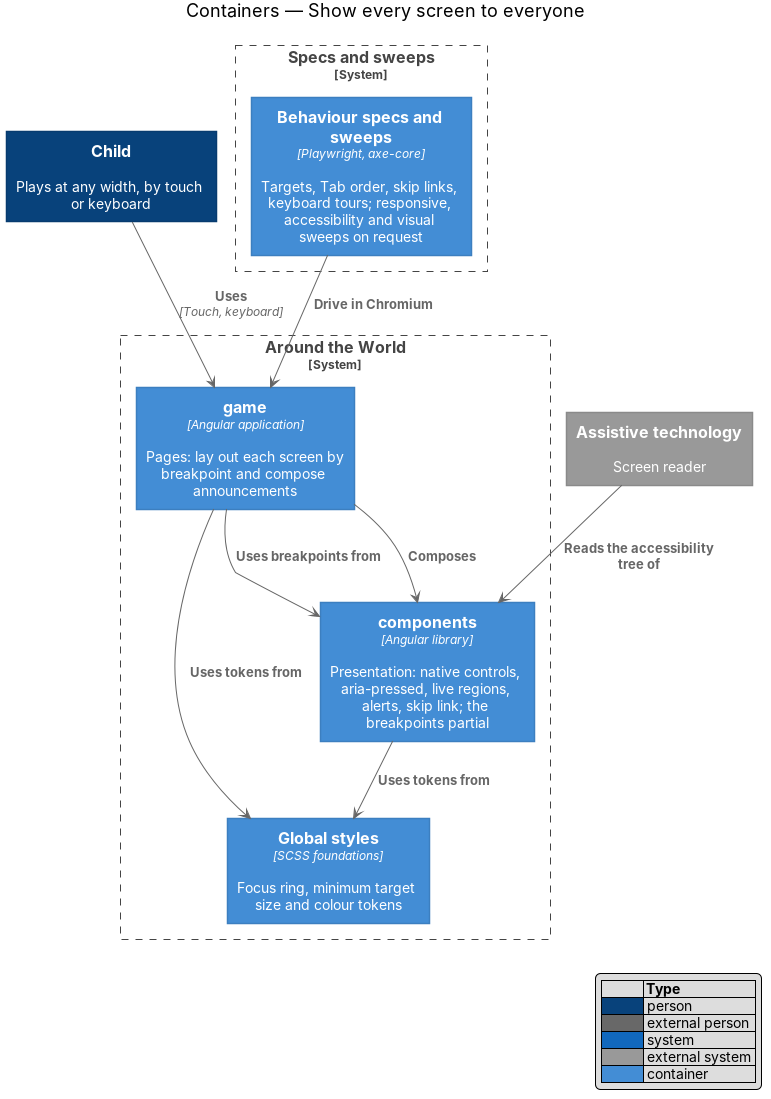 Containers — Show every screen to everyone
Specs and sweeps
[System]
Behaviour specs and
sweeps
[Playwright, axe-core]
Targets, Tab order, skip links,
keyboard tours; responsive,
accessibility and visual
sweeps on request
Child
Plays at any width, by touch
or keyboard
Uses
[Touch, keyboard]
Drive in Chromium
Around the World
[System]
game
[Angular application]
Pages: lay out each screen by
breakpoint and compose
announcements
Assistive technology
Screen reader
Uses breakpoints from
Composes
Reads the accessibility
tree of
components
[Angular library]
Presentation: native controls,
aria-pressed, live regions,
alerts, skip link; the
breakpoints partial
Uses tokens from
Uses tokens from
Global styles
[SCSS foundations]
Focus ring, minimum target
size and colour tokens
Type
person
external person
system
external system
container